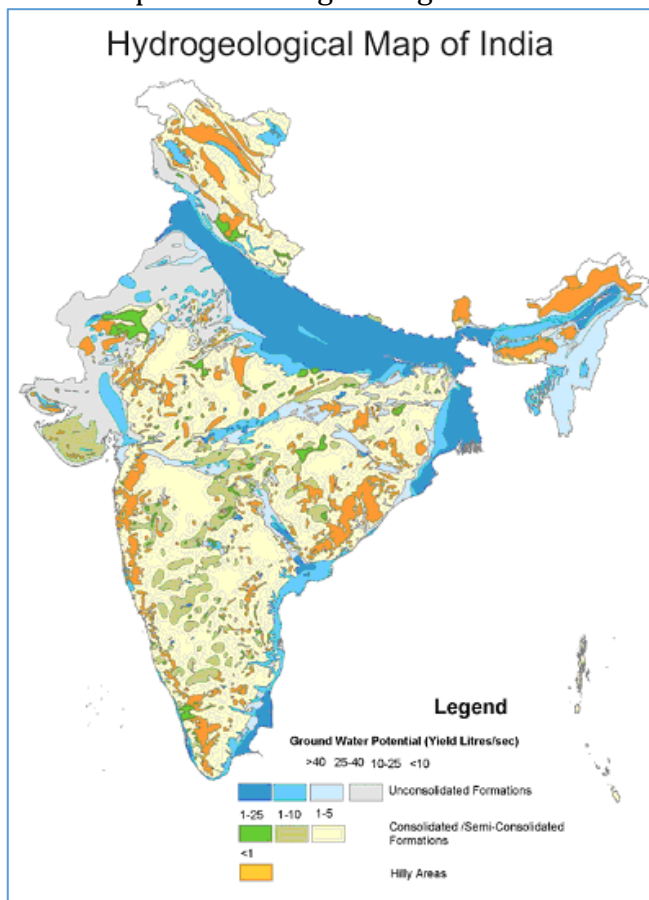 Hydrogeological Map of India
Legend
Ground Water Potential (Yield Litres/sec)
>40 25-40 10-25 <10
Unconsolidated Formations
1-25 1-10 1-5
Consolidated /Semi-Consolidated
Formations
<1
Hilly Areas